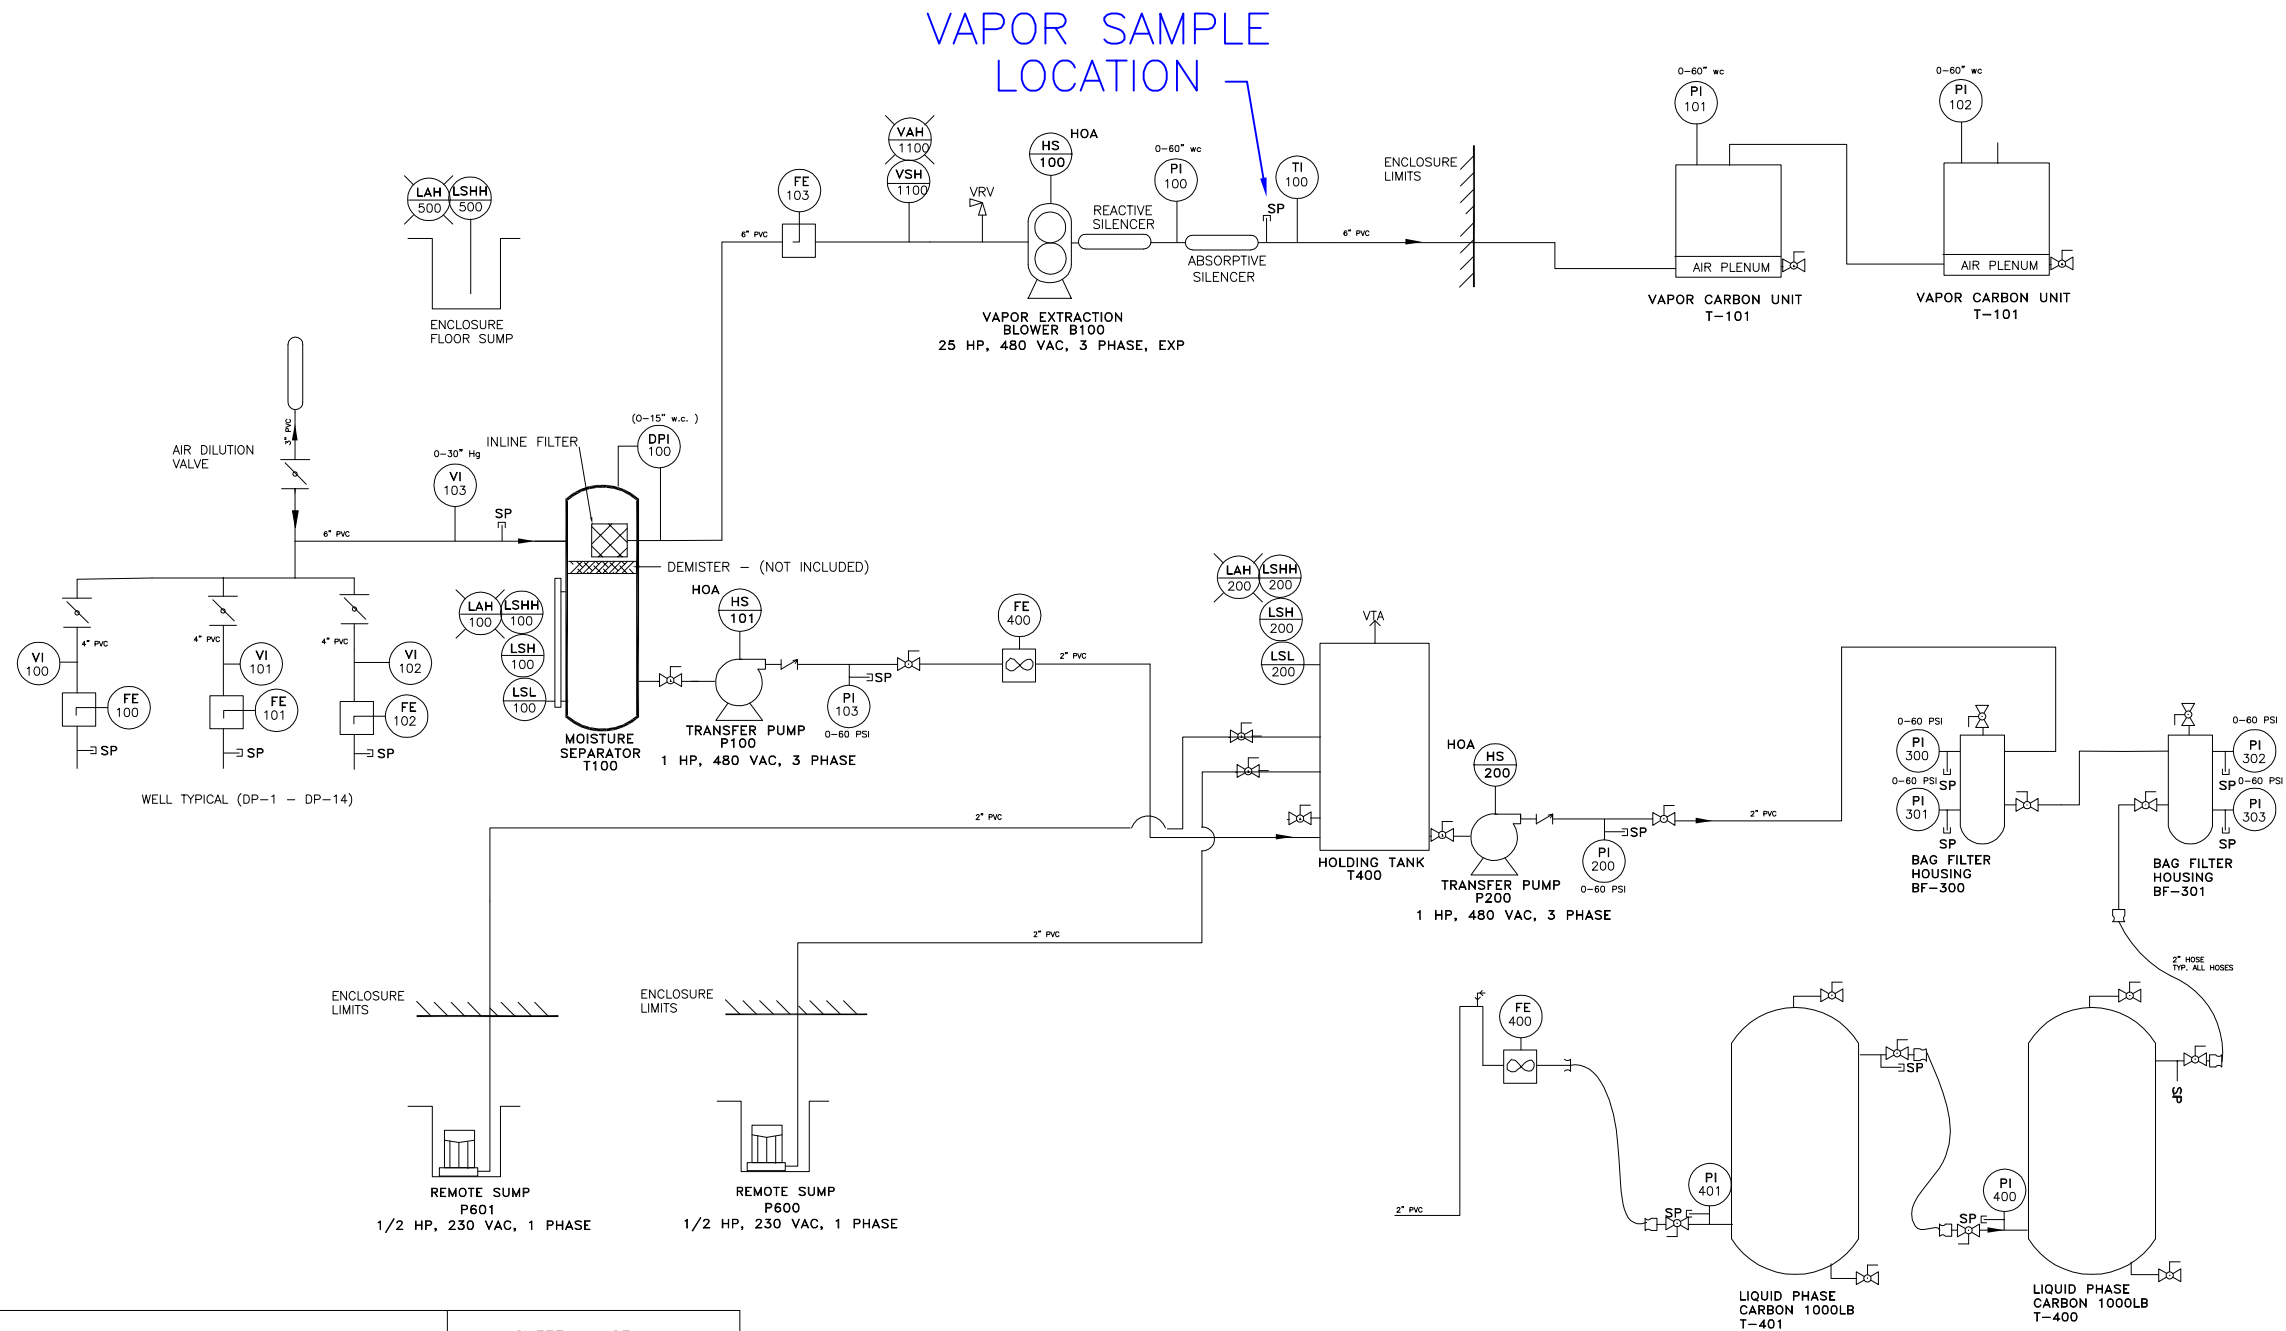 VAPOR SAMPLE
LOCATION
0-60" wc
PI
101
0-60" wc
PI
102
VAH
1100
VSH
1100
HOA
HS
100
0-60" wc
PI
100
TI
100
SP
ENCLOSURE
LIMITS
LAH
500
LSHH
500
FE
103
VRV
REACTIVE
SILENCER
6" PVC
6" PVC
ABSORPTIVE
SILENCER
AIR PLENUM
AIR PLENUM
VAPOR CARBON UNIT
T-101
VAPOR CARBON UNIT
T-101
VAPOR EXTRACTION
BLOWER B100
25 HP, 480 VAC, 3 PHASE, EXP
ENCLOSURE
FLOOR SUMP
3" PVC
AIR DILUTION
VALVE
0-30" Hg
VI
103
INLINE FILTER
(0-15" w.c. )
DPI
100
SP
6" PVC
DEMISTER - (NOT INCLUDED)
4" PVC
4" PVC
4" PVC
VI
100
VI
101
VI
102
FE
100
FE
101
FE
102
SP
SP
SP
WELL TYPICAL (DP-1 - DP-14)
LAH
100
LSHH
100
LSH
100
LSL
100
MOISTURE
SEPARATOR
T100
HOA
HS
101
TRANSFER PUMP
P100
1 HP, 480 VAC, 3 PHASE
SP
PI
103
0-60 PSI
FE
400
2" PVC
LAH
200
LSHH
200
LSH
200
LSL
200
VTA
HOLDING TANK
T400
HOA
HS
200
TRANSFER PUMP
P200
1 HP, 480 VAC, 3 PHASE
SP
PI
200
0-60 PSI
2" PVC
0-60 PSI
PI
300
SP
0-60 PSI
PI
301
SP
BAG FILTER
HOUSING
BF-300
0-60 PSI
PI
302
SP
0-60 PSI
PI
303
SP
BAG FILTER
HOUSING
BF-301
2" PVC
2" PVC
ENCLOSURE
LIMITS
ENCLOSURE
LIMITS
REMOTE SUMP
P601
1/2 HP, 230 VAC, 1 PHASE
REMOTE SUMP
P600
1/2 HP, 230 VAC, 1 PHASE
2" HOSE
TYP. ALL HOSES
FE
400
2" PVC
SP
PI
401
SP
LIQUID PHASE
CARBON 1000LB
T-401
SP
PI
400
SP
LIQUID PHASE
CARBON 1000LB
T-400